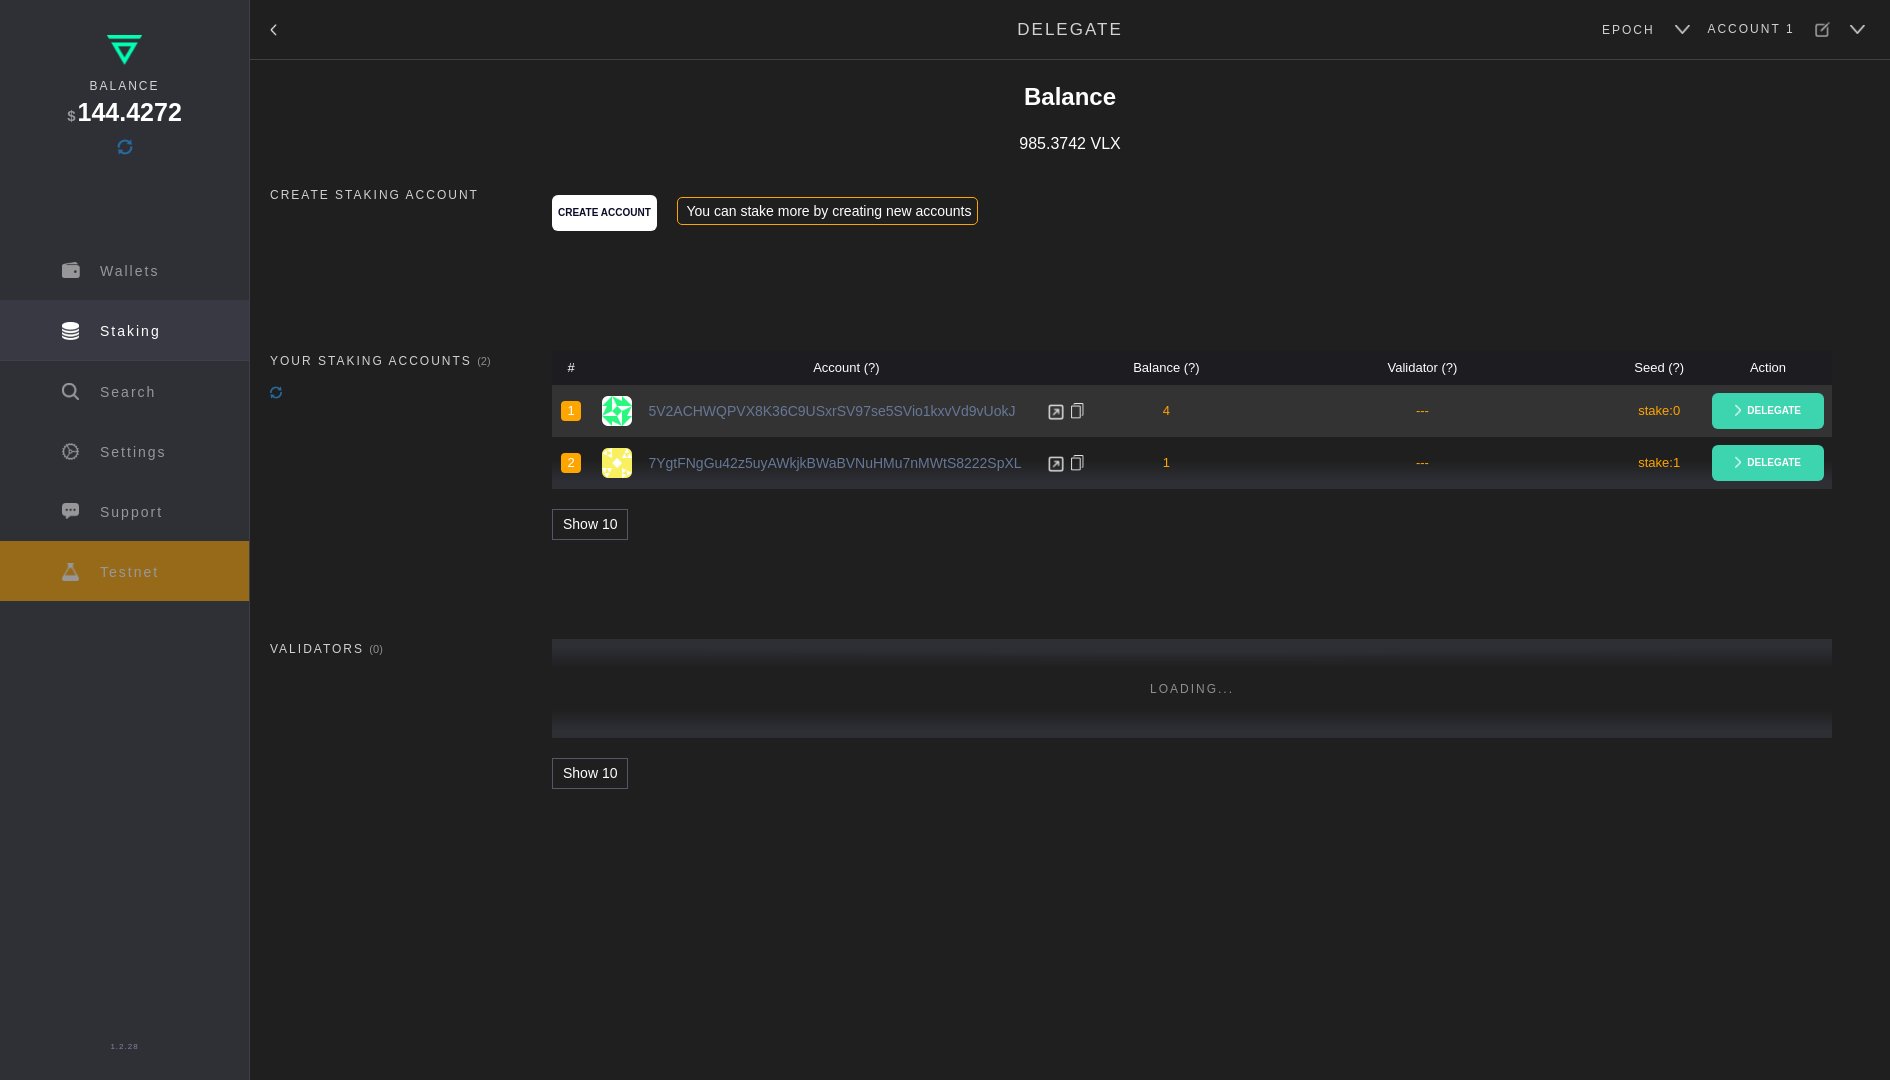 BALANCE
$144.4272
Wallets
Staking
Search
Settings
Support
Testnet
1.2.28
DELEGATE
EPOCH
ACCOUNT 1
Balance
985.3742 VLX
CREATE STAKING ACCOUNT
CREATE ACCOUNT
You can stake more by creating new accounts
YOUR STAKING ACCOUNTS (2)
# Account (?) Balance (?) Validator (?) Seed (?) Action
1 5V2ACHWQPVX8K36C9USxrSV97se5SVio1kxvVd9vUokJ 4 --- stake:0 DELEGATE
2 7YgtFNgGu42z5uyAWkjkBWaBVNuHMu7nMWtS8222SpXL 1 --- stake:1 DELEGATE
Show 10
VALIDATORS (0)
LOADING...
Show 10